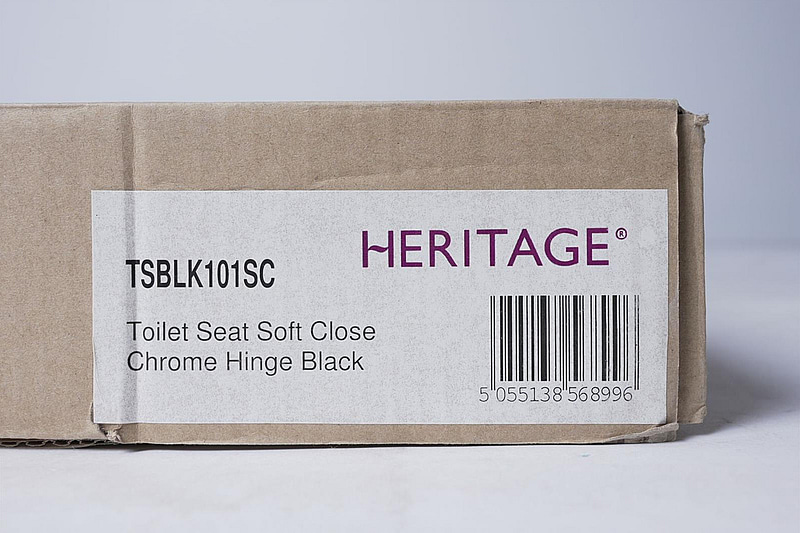 HERITAGE®
TSBLK101SC
Toilet Seat Soft Close
Chrome Hinge Black
5 055138 568996